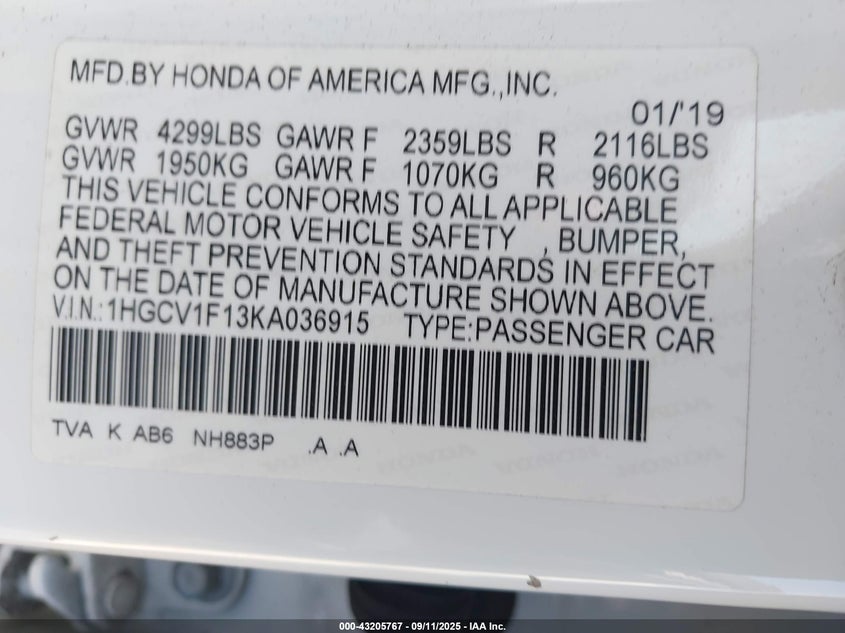 MFD.BY HONDA OF AMERICA MFG.,INC.
01/'19
GVWR 4299LBS GAWR F 2359LBS R 2116LBS
GVWR 1950KG GAWR F 1070KG R 960KG
THIS VEHICLE CONFORMS TO ALL APPLICABLE
FEDERAL MOTOR VEHICLE SAFETY , BUMPER,
AND THEFT PREVENTION STANDARDS IN EFFECT
ON THE DATE OF MANUFACTURE SHOWN ABOVE.
V.I.N.:1HGCV1F13KA036915 TYPE:PASSENGER CAR
TVA K AB6 NH883P .A .A
000-43205767 - 09/11/2025 - IAA Inc.